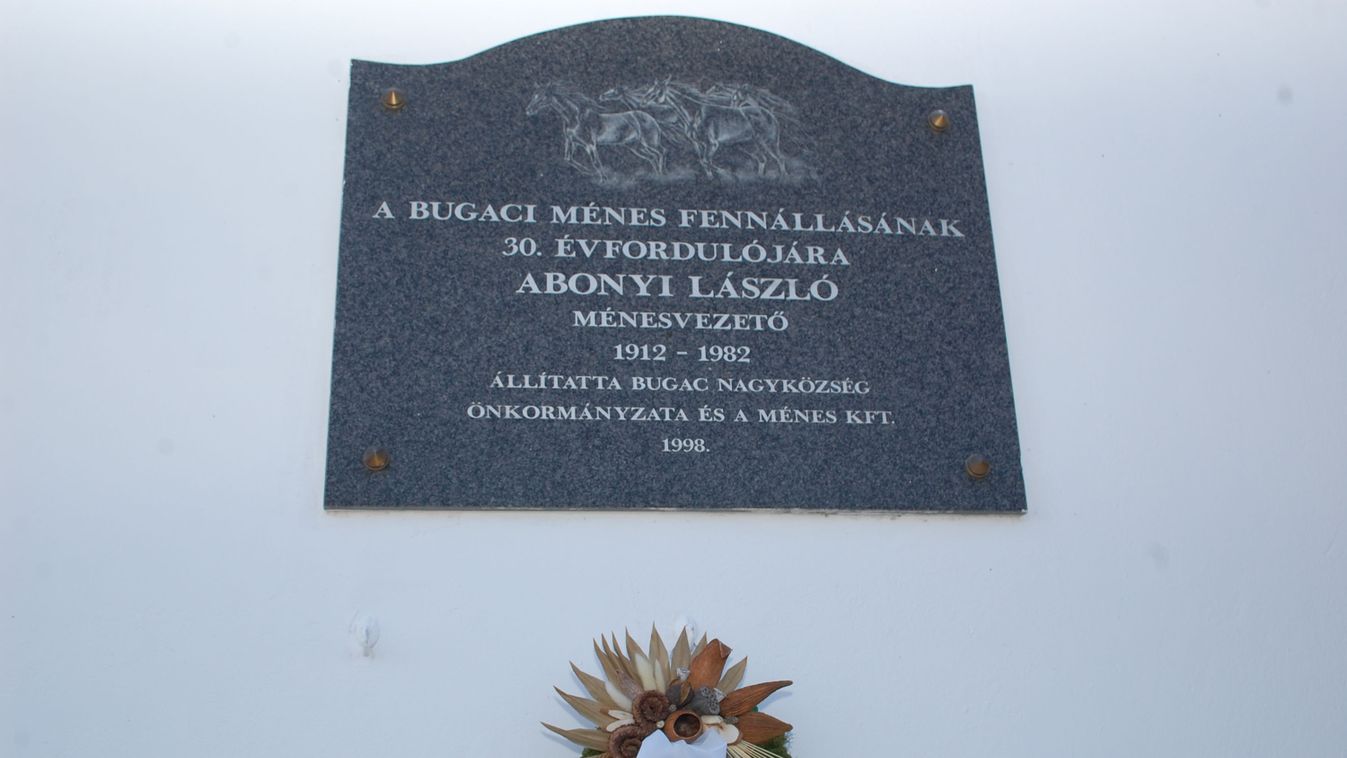 A BUGACI MÉNES FENNÁLLÁSÁNAK
30. ÉVFORDULÓJÁRA
ABONYI LÁSZLÓ
MÉNESVEZETŐ
1912 - 1982
ÁLLÍTATTA BUGAC NAGYKÖZSÉG
ÖNKORMÁNYZATA ÉS A MÉNES KFT.
1998.